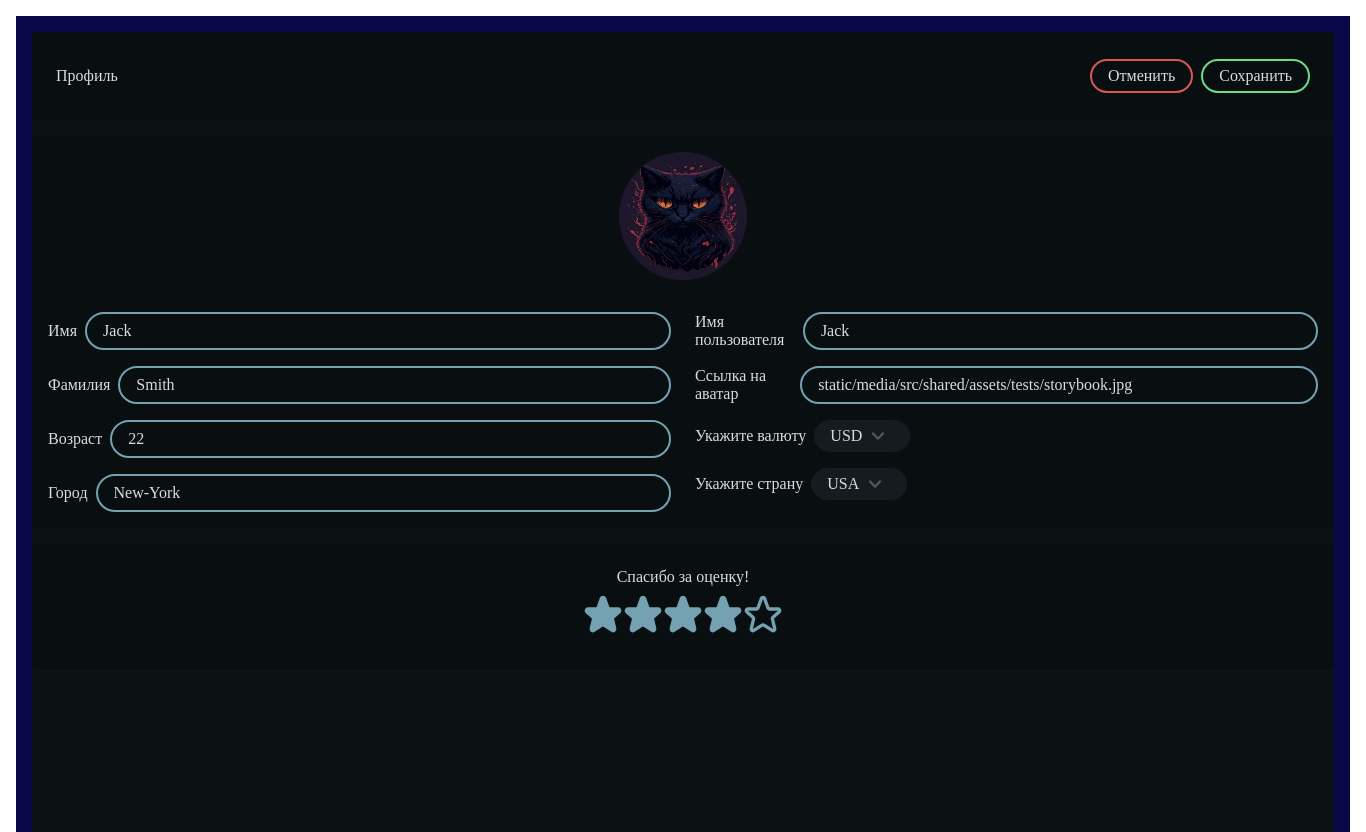 Профиль
Отменить
Сохранить
Имя
Jack
Фамилия
Smith
Возраст
22
Город
New-York
Имя
пользователя
Jack
Ссылка на
аватар
static/media/src/shared/assets/tests/storybook.jpg
Укажите валюту
USD
Укажите страну
USA
Спасибо за оценку!